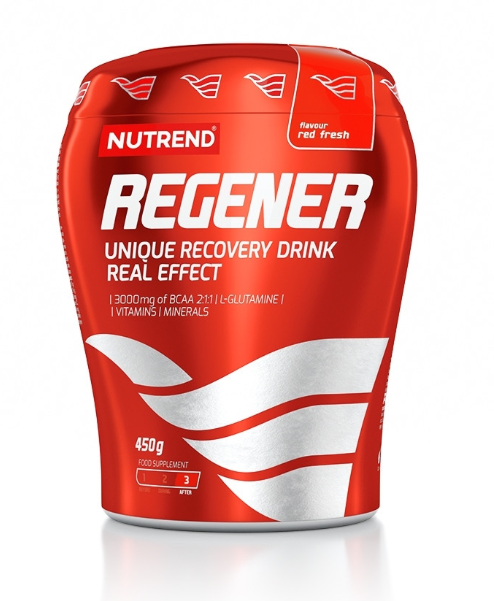 flavour
red fresh
NUTREND®
REGENER
UNIQUE RECOVERY DRINK
REAL EFFECT
| 3000mg of BCAA 2:1:1 | L-GLUTAMINE |
| VITAMINS | MINERALS
450g
FOOD SUPPLEMENT
1 2 3
AFTER